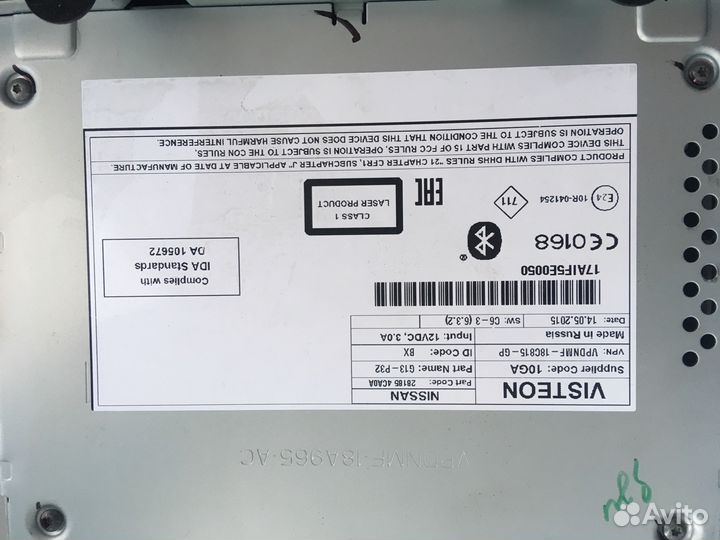 VISTEON
Supplier Code: 10GA
VPN: VPDNMF-18C815-GP
Made in Russia
Date: 14.05.2015
NISSAN
Part Code: 28185 4CA0A
Part Name: G13-P32
ID Code: BX
Input: 12VDC, 3.0A
SW: C6-3 (6.3.2)
17AIF5E0050
CE0168
E24 10R-041254
711
EAC
CLASS 1
LASER PRODUCT
Complies with
IDA Standards
DA 105672
PRODUCT COMPLIES WITH DHHS RULES "21 CHAPTER, CFR1, SUBCHAPTER J" APPLICABLE AT DATE OF MANUFACTURE.
THIS DEVICE COMPLIES WITH PART 15 OF FCC RULES. OPERATION IS SUBJECT TO THE CON RULES.
OPERATION IS SUBJECT TO THE CONDITION THAT THIS DEVICE DOES NOT CAUSE HARMFUL INTERFERENCE.
VPDNMF-18A965-AC
Avito